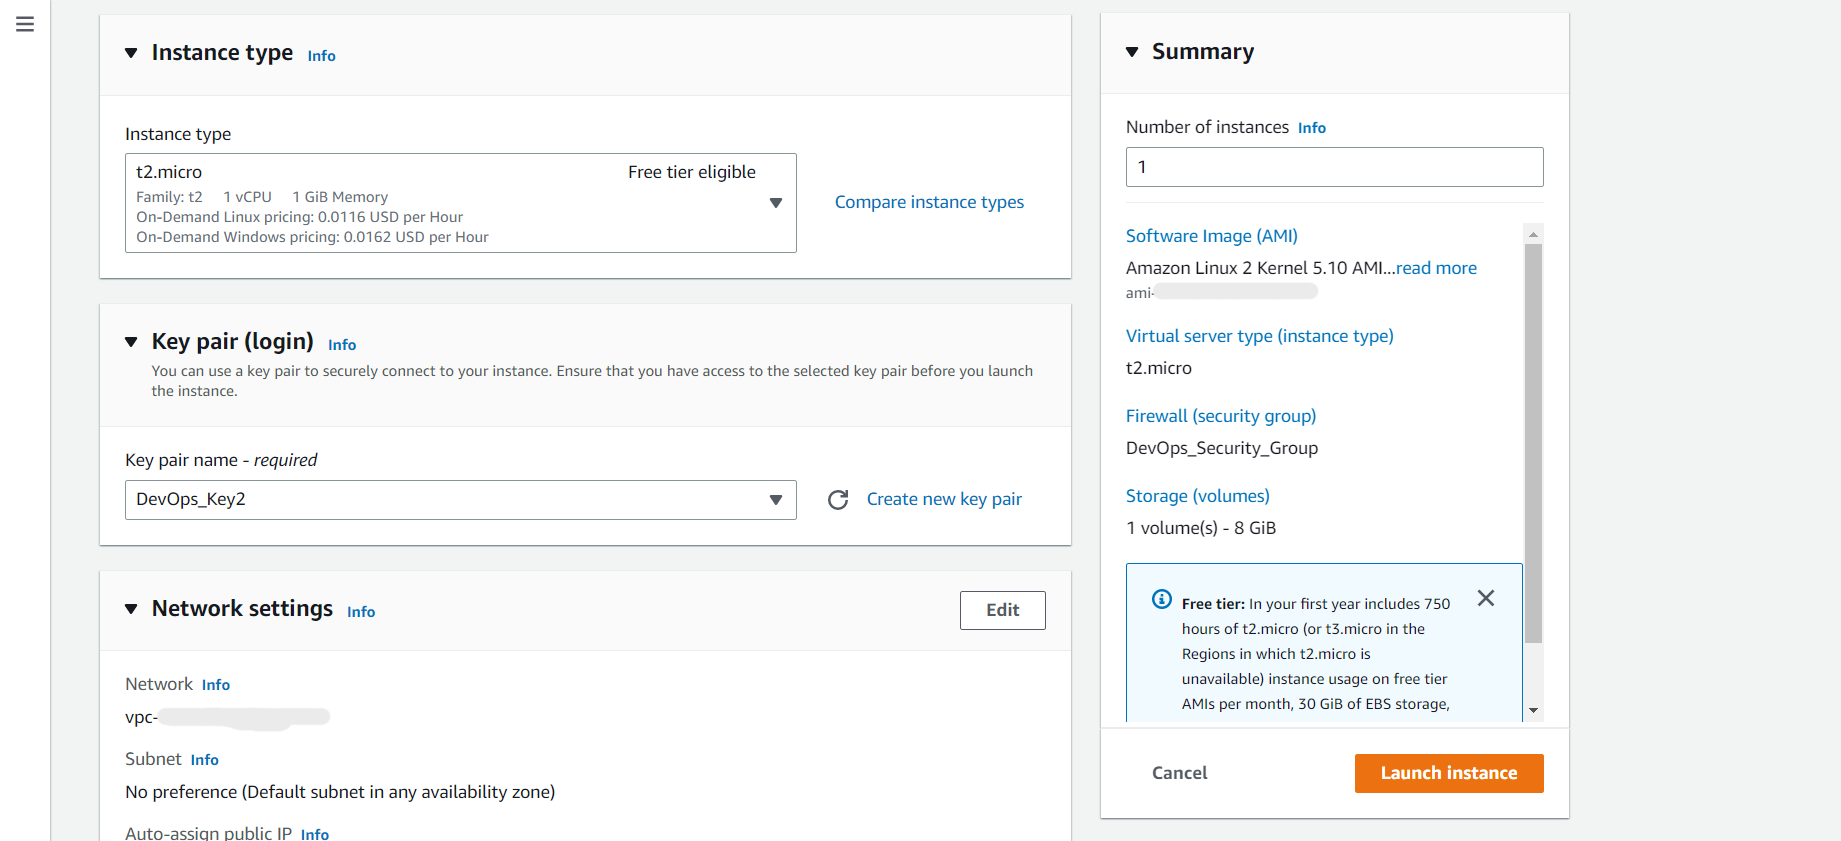 Instance type Info
Instance type
t2.micro Free tier eligible
Family: t2 1 vCPU 1 GiB Memory
On-Demand Linux pricing: 0.0116 USD per Hour
On-Demand Windows pricing: 0.0162 USD per Hour
Compare instance types
Key pair (login) Info
You can use a key pair to securely connect to your instance. Ensure that you have access to the selected key pair before you launch
the instance.
Key pair name - required
DevOps_Key2
Create new key pair
Network settings Info
Edit
Network Info
vpc-
Subnet Info
No preference (Default subnet in any availability zone)
Auto-assign public IP Info
Summary
Number of instances Info
1
Software Image (AMI)
Amazon Linux 2 Kernel 5.10 AMI...read more
ami-
Virtual server type (instance type)
t2.micro
Firewall (security group)
DevOps_Security_Group
Storage (volumes)
1 volume(s) - 8 GiB
Free tier: In your first year includes 750
hours of t2.micro (or t3.micro in the
Regions in which t2.micro is
unavailable) instance usage on free tier
AMIs per month, 30 GiB of EBS storage,
Cancel
Launch instance